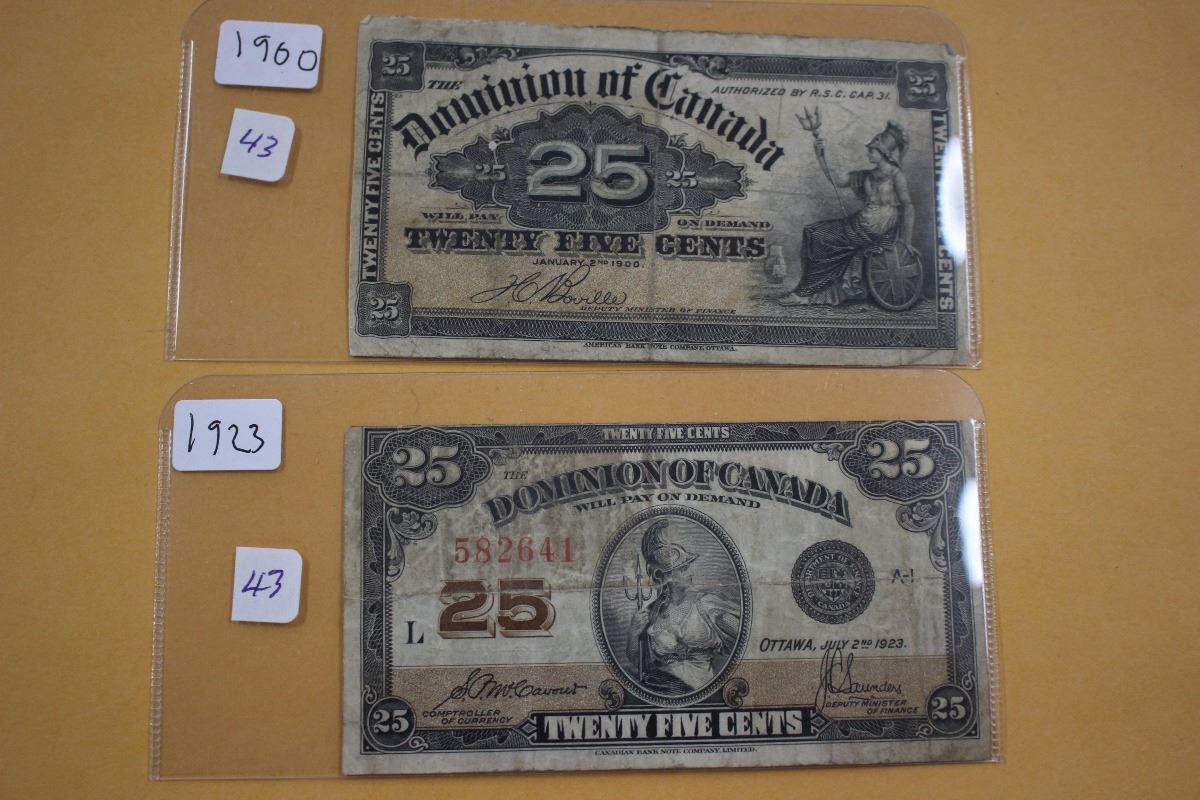 1900
43
25
25
THE
Dominion of Canada
AUTHORIZED BY R.S.C. CAP. 31.
TWENTY FIVE CENTS
25 25 25
WILL PAY ON DEMAND
TWENTY FIVE CENTS
JANUARY 2ND 1900.
H C Boville
DEPUTY MINISTER OF FINANCE
25
AMERICAN BANK NOTE COMPANY, OTTAWA.
1923
43
TWENTY FIVE CENTS
25
25
THE
DOMINION OF CANADA
WILL PAY ON DEMAND
582641
25
L
A-1
CANADA
OTTAWA, JULY 2ND 1923.
S P McCavour
J C Saunders
COMPTROLLER
OF CURRENCY
DEPUTY MINISTER
OF FINANCE
25
TWENTY FIVE CENTS
25
CANADIAN BANK NOTE COMPANY, LIMITED.